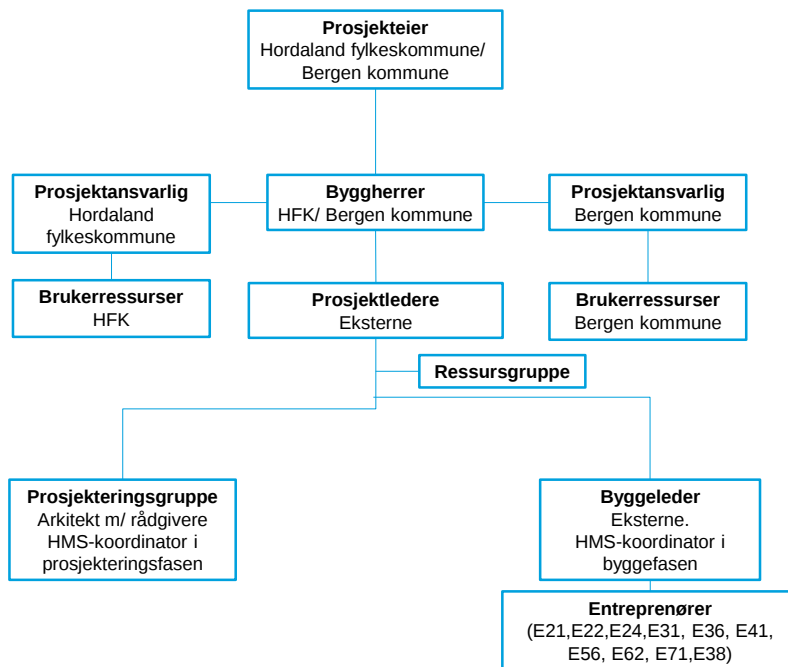 Prosjekteier
Hordaland fylkeskommune/
Bergen kommune
Prosjektansvarlig
Hordaland
fylkeskommune
Byggherrer
HFK/ Bergen kommune
Prosjektansvarlig
Bergen kommune
Brukerressurser
HFK
Prosjektledere
Eksterne
Brukerressurser
Bergen kommune
Ressursgruppe
Prosjekteringsgruppe
Arkitekt m/ rådgivere
HMS-koordinator i
prosjekteringsfasen
Byggeleder
Eksterne.
HMS-koordinator i
byggefasen
Entreprenører
(E21,E22,E24,E31, E36, E41,
E56, E62, E71,E38)